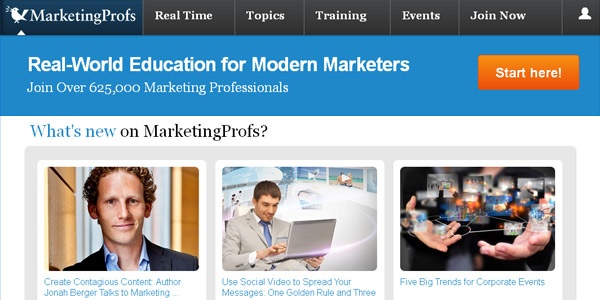 MarketingProfs Real Time Topics Training Events Join Now
Real-World Education for Modern Marketers
Join Over 625,000 Marketing Professionals
Start here!
What's new on MarketingProfs?
Create Contagious Content: Author
Jonah Berger Talks to Marketing ...
Use Social Video to Spread Your
Messages: One Golden Rule and Three
Five Big Trends for Corporate Events